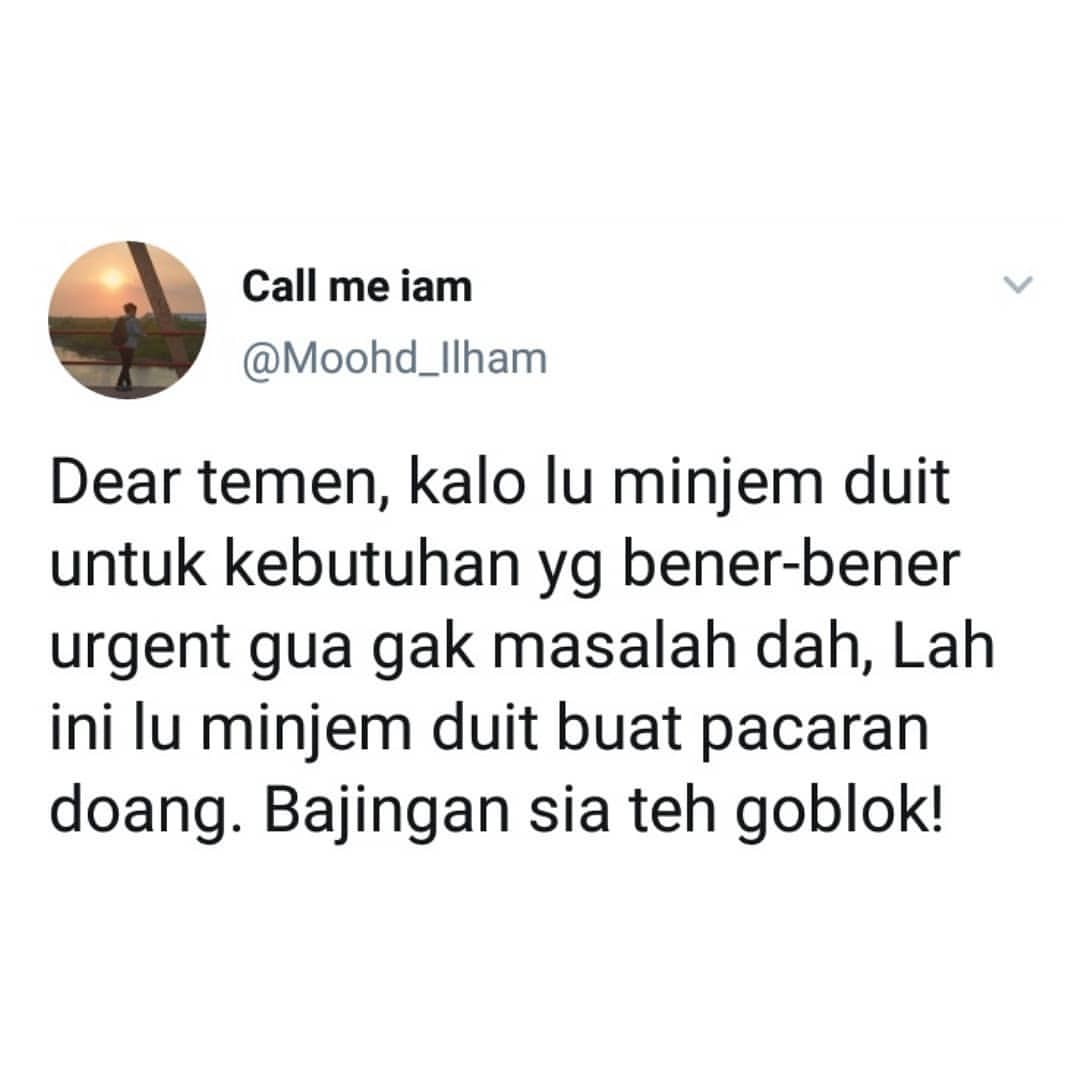 Call me iam
@Moohd_Ilham
Dear temen, kalo lu minjem duit
untuk kebutuhan yg bener-bener
urgent gua gak masalah dah, Lah
ini lu minjem duit buat pacaran
doang. Bajingan sia teh goblok!